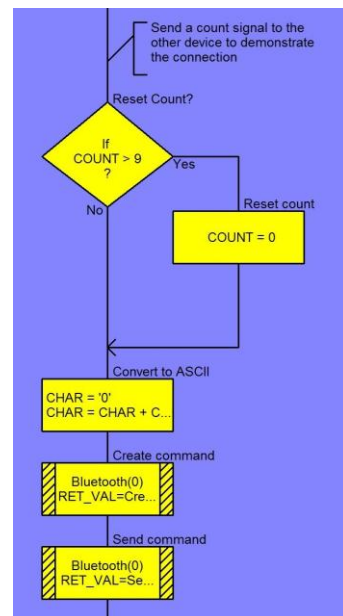 Send a count signal to the
other device to demonstrate
the connection
Reset Count?
If
COUNT > 9
?
Yes
No
Reset count
COUNT = 0
Convert to ASCII
CHAR = '0'
CHAR = CHAR + C...
Create command
Bluetooth(0)
RET_VAL=Cre...
Send command
Bluetooth(0)
RET_VAL=Se...